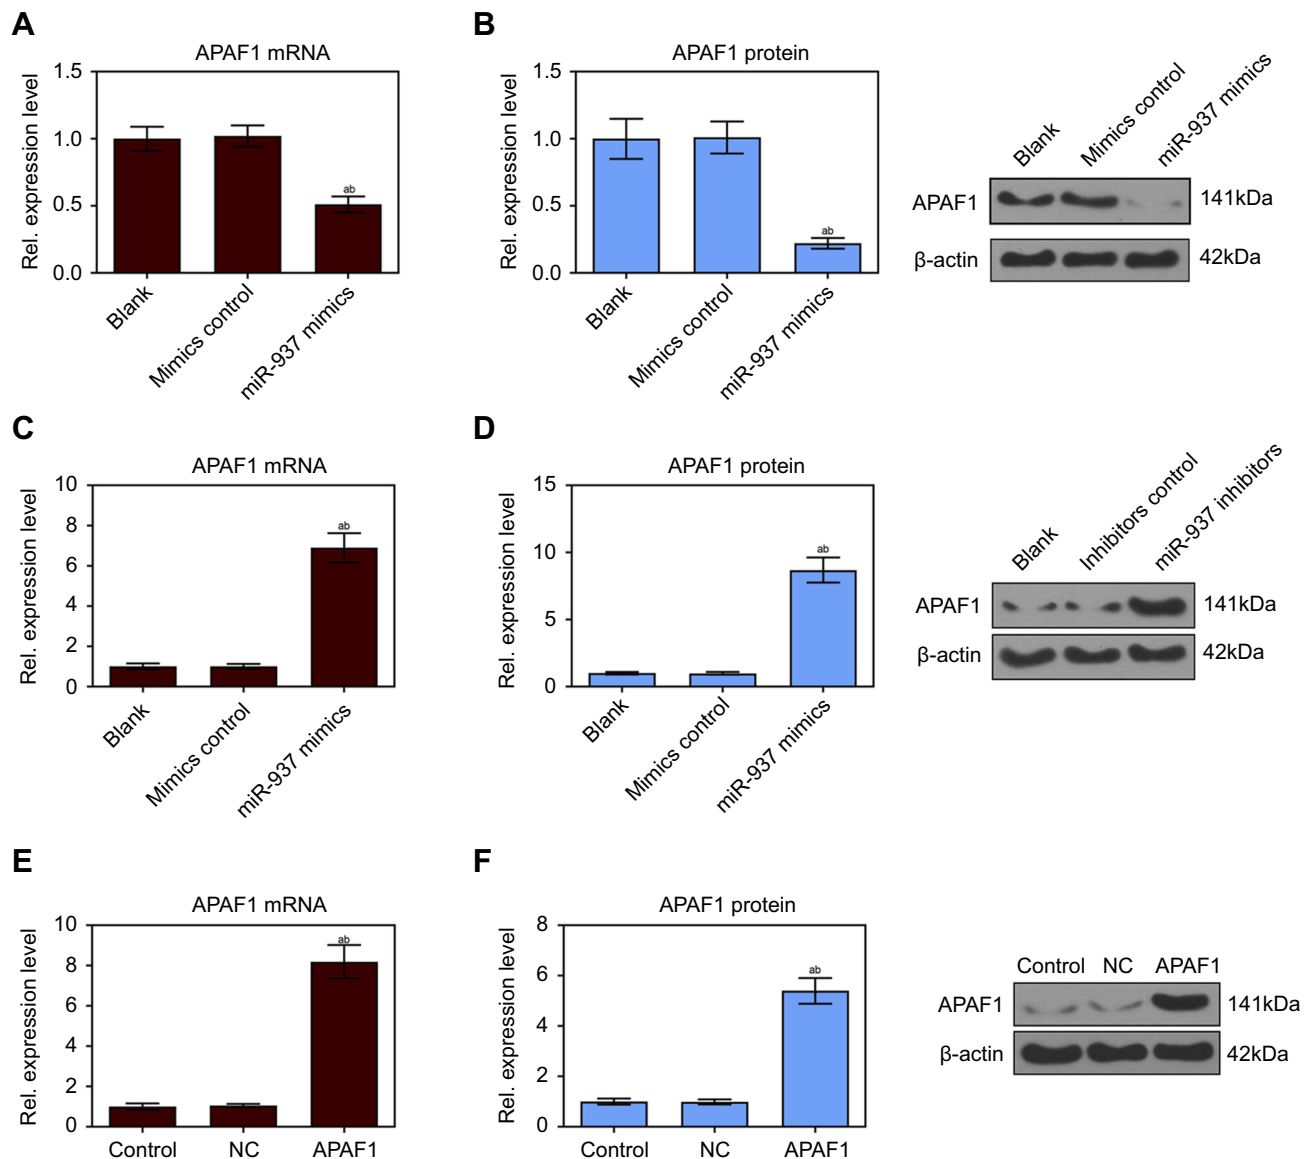 A
APAF1 mRNA
Rel. expression level
1.5
1.0
0.5
0.0
ab
Blank
Mimics control
miR-937 mimics
B
APAF1 protein
Rel. expression level
1.5
1.0
0.5
0.0
ab
Blank
Mimics control
miR-937 mimics
Blank
Mimics control
miR-937 mimics
APAF1
141kDa
β-actin
42kDa
C
APAF1 mRNA
Rel. expression level
10
8
6
4
2
0
ab
Blank
Mimics control
miR-937 mimics
D
APAF1 protein
Rel. expression level
15
10
5
0
ab
Blank
Mimics control
miR-937 mimics
Blank
Inhibitors control
miR-937 inhibitors
APAF1
141kDa
β-actin
42kDa
E
APAF1 mRNA
Rel. expression level
10
8
6
4
2
0
ab
Control
NC
APAF1
F
APAF1 protein
Rel. expression level
8
6
4
2
0
ab
Control
NC
APAF1
Control NC APAF1
APAF1
141kDa
β-actin
42kDa